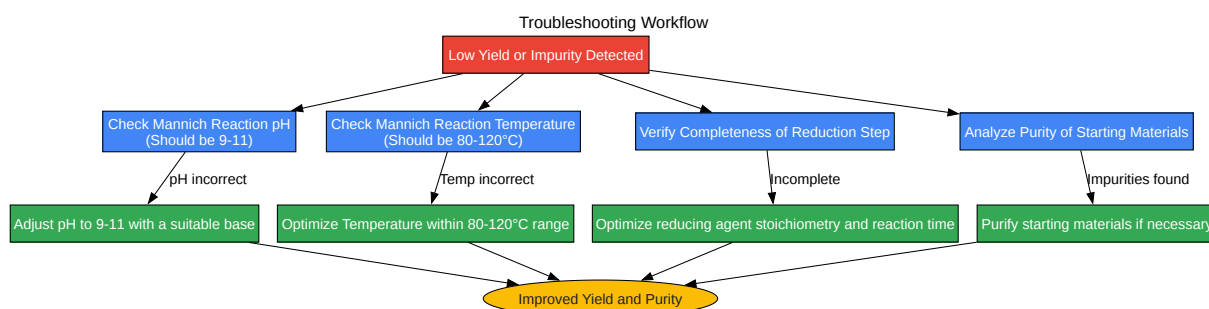 Troubleshooting Workflow
Low Yield or Impurity Detected
Check Mannich Reaction pH
(Should be 9-11)
Check Mannich Reaction Temperature
(Should be 80-120°C)
Verify Completeness of Reduction Step
Analyze Purity of Starting Materials
pH incorrect
Temp incorrect
Incomplete
Impurities found
Adjust pH to 9-11 with a suitable base
Optimize Temperature within 80-120°C range
Optimize reducing agent stoichiometry and reaction time
Purify starting materials if necessary
Improved Yield and Purity